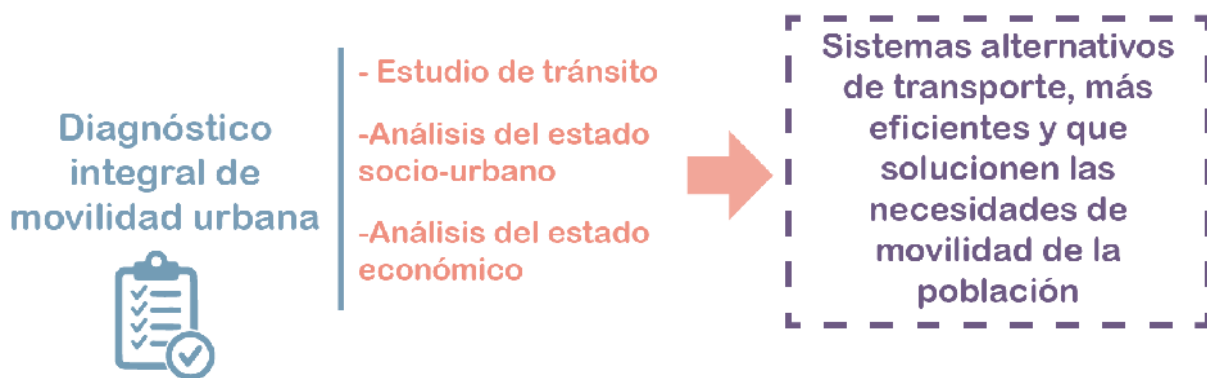 Diagnóstico
integral de
movilidad urbana
- Estudio de tránsito
-Análisis del estado
socio-urbano
-Análisis del estado
económico
Sistemas alternativos
de transporte, más
eficientes y que
solucionen las
necesidades de
movilidad de la
población